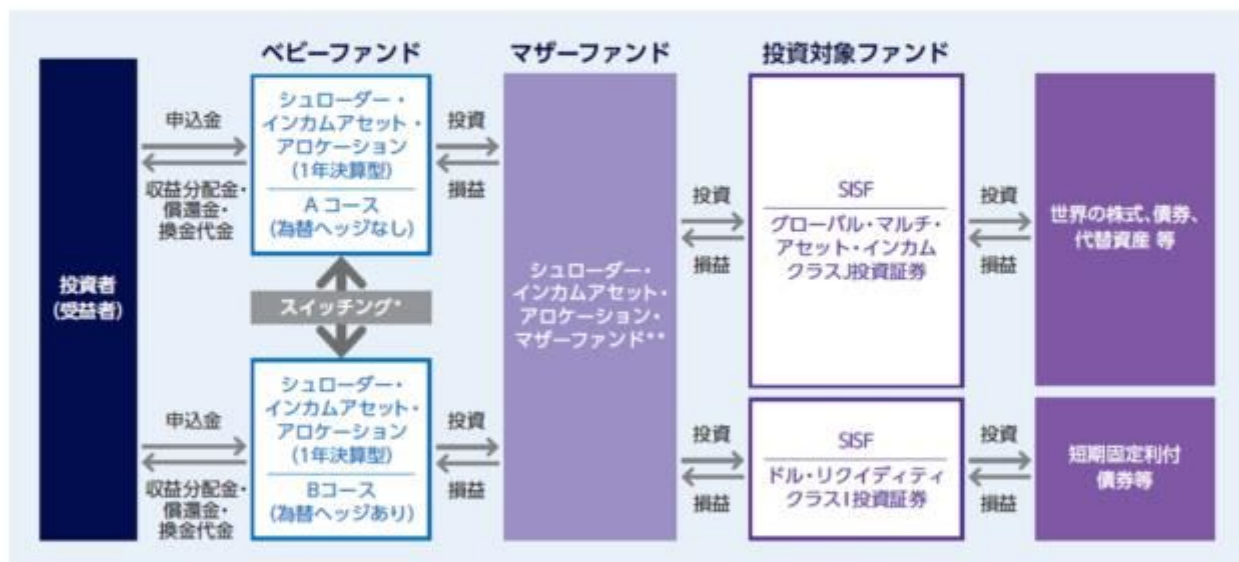 ベビーファンド
マザーファンド
投資対象ファンド
投資者
(受益者)
申込金
収益分配金・
償還金・
換金代金
シュローダー・
インカムアセット・
アロケーション
(1年決算型)
Aコース
(為替ヘッジなし)
投資
損益
スイッチング*
申込金
収益分配金・
償還金・
換金代金
シュローダー・
インカムアセット・
アロケーション
(1年決算型)
Bコース
(為替ヘッジあり)
投資
損益
シュローダー・
インカムアセット・
アロケーション・
マザーファンド**
投資
損益
SISF
グローバル・マルチ・
アセット・インカム
クラスJ投資証券
投資
損益
世界の株式、債券、
代替資産 等
投資
損益
SISF
ドル・リクイディティ
クラスI投資証券
投資
損益
短期固定利付
債券等